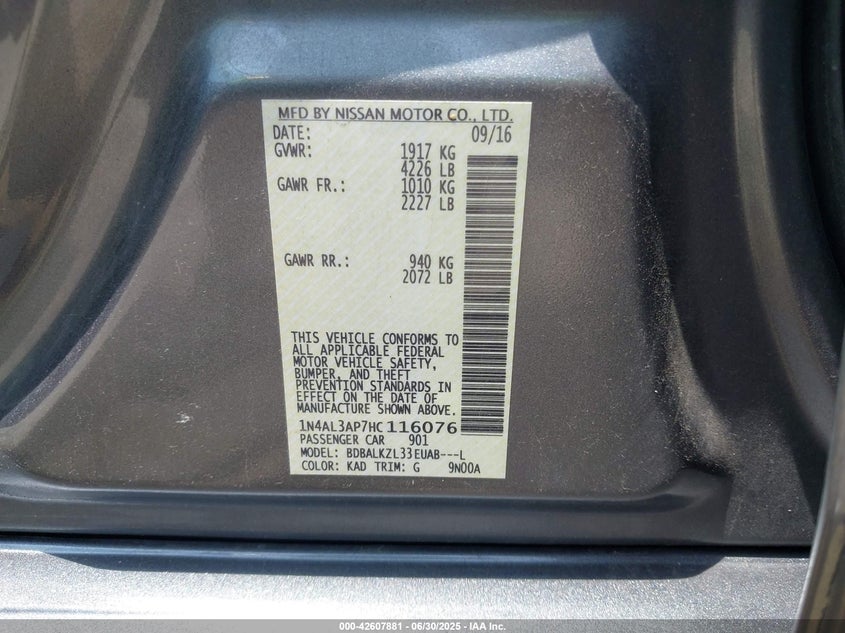 MFD BY NISSAN MOTOR CO., LTD.
DATE: 09/16
GVWR: 1917 KG
4226 LB
GAWR FR.: 1010 KG
2227 LB
GAWR RR.: 940 KG
2072 LB
THIS VEHICLE CONFORMS TO
ALL APPLICABLE FEDERAL
MOTOR VEHICLE SAFETY,
BUMPER, AND THEFT
PREVENTION STANDARDS IN
EFFECT ON THE DATE OF
MANUFACTURE SHOWN ABOVE.
1N4AL3AP7HC116076
PASSENGER CAR 901
MODEL: BDBALKZL33EUAB---L
COLOR: KAD TRIM: G 9N00A
000-42607881 - 06/30/2025 - IAA Inc.